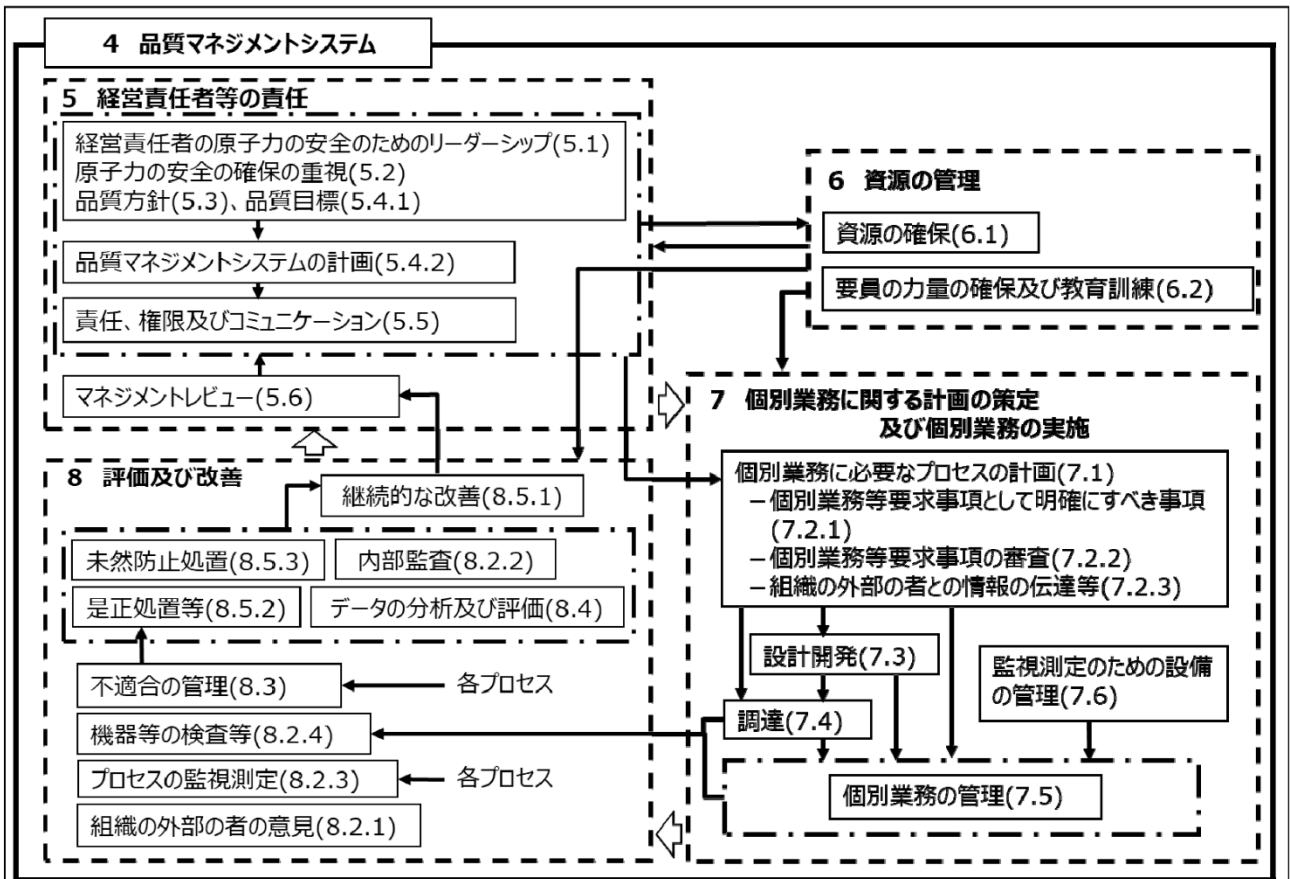 4 品質マネジメントシステム
5 経営責任者等の責任
経営責任者の原子力の安全のためのリーダーシップ(5.1)
原子力の安全の確保の重視(5.2)
品質方針(5.3)、品質目標(5.4.1)
品質マネジメントシステムの計画(5.4.2)
責任、権限及びコミュニケーション(5.5)
マネジメントレビュー(5.6)
6 資源の管理
資源の確保(6.1)
要員の力量の確保及び教育訓練(6.2)
7 個別業務に関する計画の策定
及び個別業務の実施
個別業務に必要なプロセスの計画(7.1)
－個別業務等要求事項として明確にすべき事項
(7.2.1)
－個別業務等要求事項の審査(7.2.2)
－組織の外部の者との情報の伝達等(7.2.3)
設計開発(7.3)
監視測定のための設備
の管理(7.6)
調達(7.4)
個別業務の管理(7.5)
8 評価及び改善
継続的な改善(8.5.1)
未然防止処置(8.5.3)
内部監査(8.2.2)
是正処置等(8.5.2)
データの分析及び評価(8.4)
不適合の管理(8.3)
各プロセス
機器等の検査等(8.2.4)
プロセスの監視測定(8.2.3)
各プロセス
組織の外部の者の意見(8.2.1)